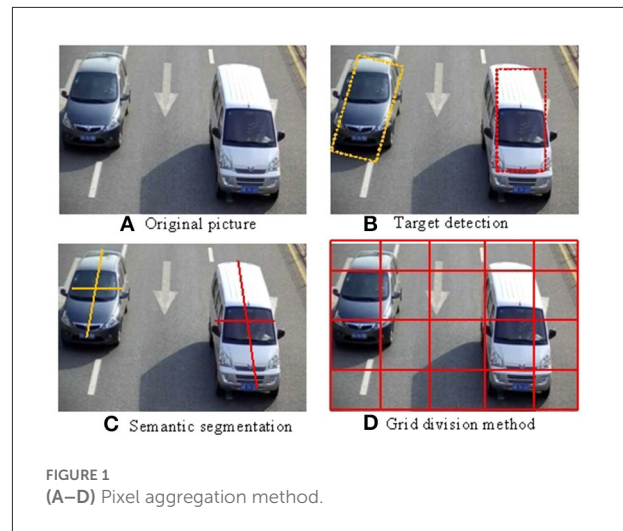 A Original picture
B Target detection
C Semantic segmentation
D Grid division method
FIGURE 1
(A–D) Pixel aggregation method.